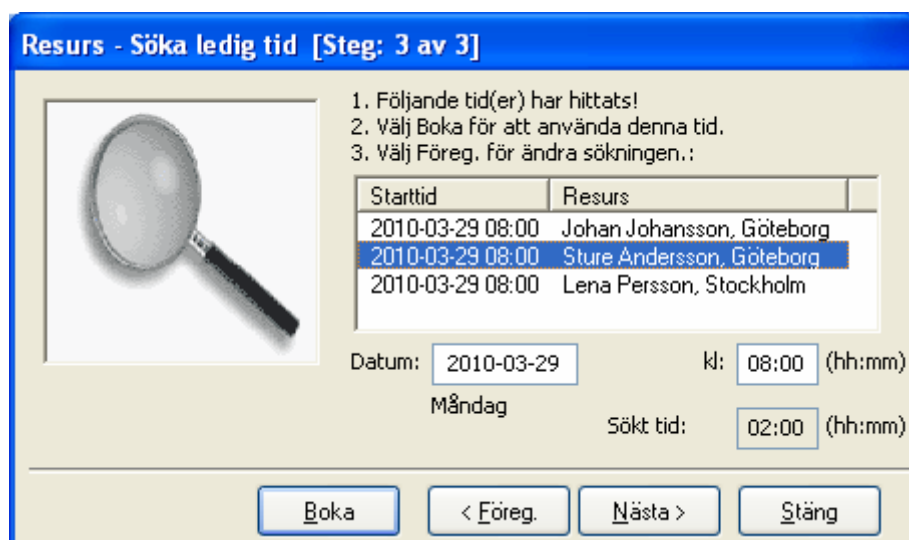 Resurs - Söka ledig tid [Steg: 3 av 3]
1. Följande tid(er) har hittats!
2. Välj Boka för att använda denna tid.
3. Välj Föreg. för ändra sökningen.:
Starttid Resurs
2010-03-29 08:00 Johan Johansson, Göteborg
2010-03-29 08:00 Sture Andersson, Göteborg
2010-03-29 08:00 Lena Persson, Stockholm
Datum: 2010-03-29 kl: 08:00 (hh:mm)
Måndag
Sökt tid: 02:00 (hh:mm)
Boka < Föreg. Nästa > Stäng